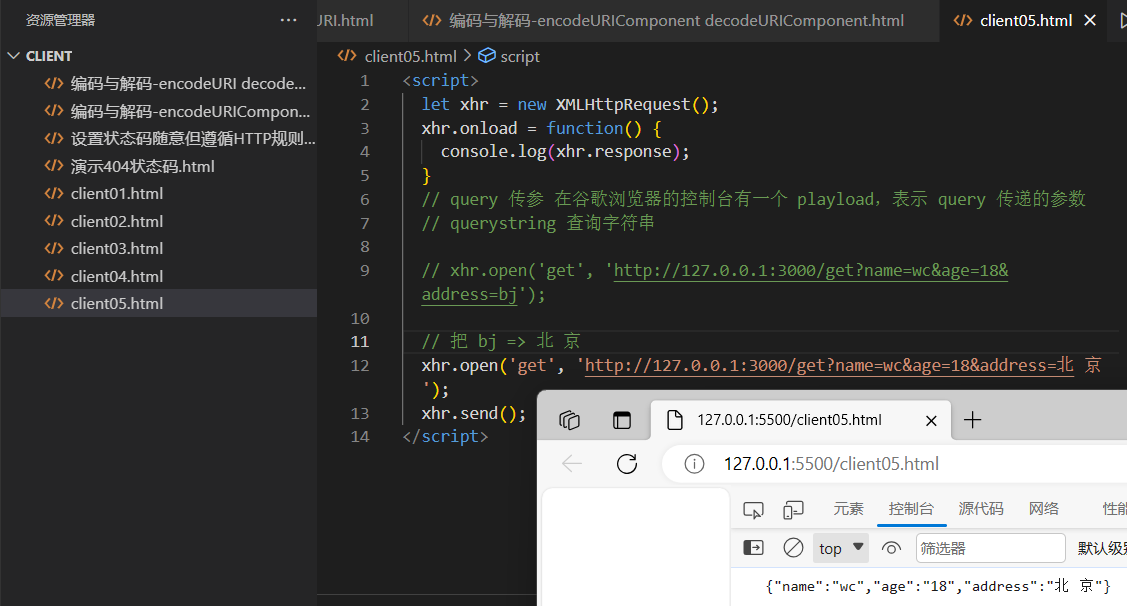 资源管理器
CLIENT
编码与解码-encodeURI decode...
编码与解码-encodeURICompon...
设置状态码随意但遵循HTTP规则...
演示404状态码.html
client01.html
client02.html
client03.html
client04.html
client05.html
URI.html
编码与解码-encodeURIComponent decodeURIComponent.html
client05.html
client05.html > script
1 <script>
2 let xhr = new XMLHttpRequest();
3 xhr.onload = function() {
4 console.log(xhr.response);
5 }
6 // query 传参 在谷歌浏览器的控制台有一个 playload，表示 query 传递的参数
7 // querystring 查询字符串
8
9 // xhr.open('get', 'http://127.0.0.1:3000/get?name=wc&age=18&
address=bj');
10
11 // 把 bj => 北 京
12 xhr.open('get', 'http://127.0.0.1:3000/get?name=wc&age=18&address=北 京
');
13 xhr.send();
14 </script>
127.0.0.1:5500/client05.html
127.0.0.1:5500/client05.html
元素 控制台 源代码 网络 性能
top 筛选器 默认级别
{"name":"wc","age":"18","address":"北 京"}